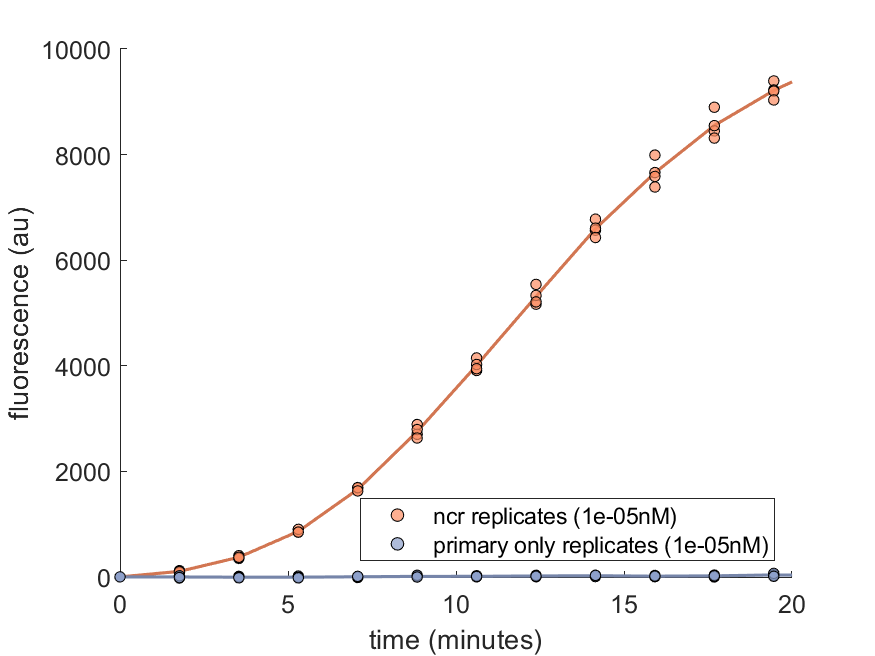 10000
8000
6000
4000
2000
0
fluorescence (au)
ncr replicates (1e-05nM)
primary only replicates (1e-05nM)
0 5 10 15 20
time (minutes)